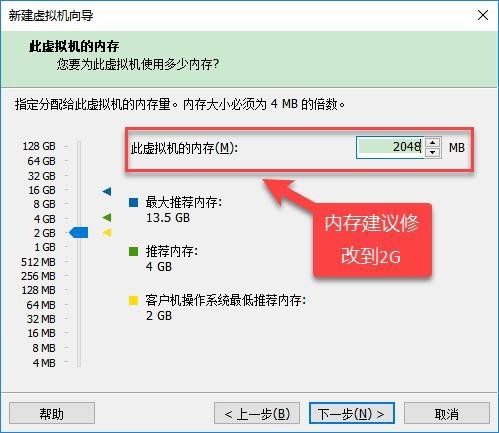 新建虚拟机向导
此虚拟机的内存
您要为此虚拟机使用多少内存?
指定分配给此虚拟机的内存量。内存大小必须为 4 MB 的倍数。
此虚拟机的内存(M):
2048
MB
128 GB
64 GB
32 GB
16 GB
8 GB
4 GB
2 GB
1 GB
512 MB
256 MB
128 MB
64 MB
32 MB
16 MB
8 MB
4 MB
最大推荐内存:
13.5 GB
推荐内存:
4 GB
客户机操作系统最低推荐内存:
2 GB
内存建议修
改到2G
帮助
< 上一步(B)
下一步(N) >
取消